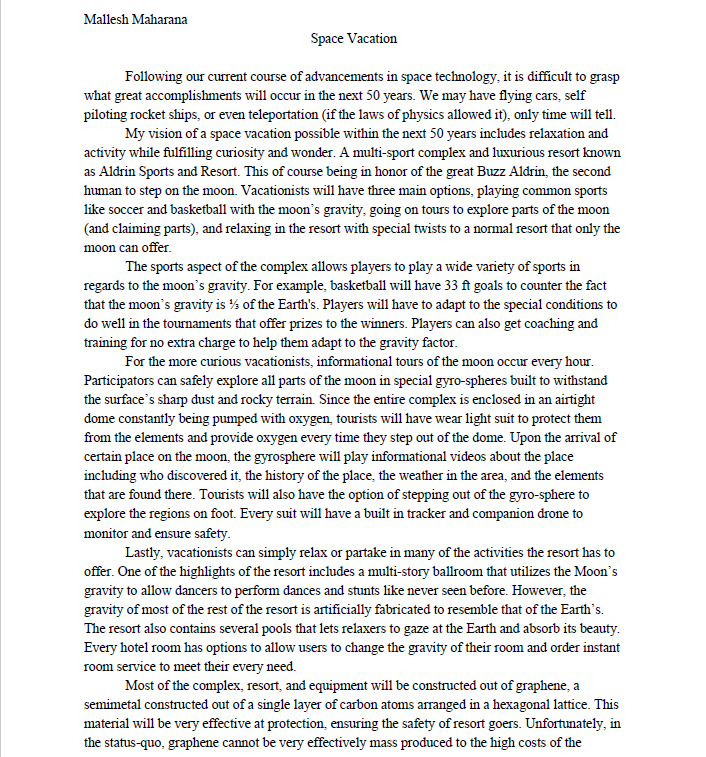 Mallesh Maharana
Space Vacation
Following our current course of advancements in space technology, it is difficult to grasp
what great accomplishments will occur in the next 50 years. We may have flying cars, self
piloting rocket ships, or even teleportation (if the laws of physics allowed it), only time will tell.
My vision of a space vacation possible within the next 50 years includes relaxation and
activity while fulfilling curiosity and wonder. A multi-sport complex and luxurious resort known
as Aldrin Sports and Resort. This of course being in honor of the great Buzz Aldrin, the second
human to step on the moon. Vacationists will have three main options, playing common sports
like soccer and basketball with the moon’s gravity, going on tours to explore parts of the moon
(and claiming parts), and relaxing in the resort with special twists to a normal resort that only the
moon can offer.
The sports aspect of the complex allows players to play a wide variety of sports in
regards to the moon’s gravity. For example, basketball will have 33 ft goals to counter the fact
that the moon’s gravity is ⅓ of the Earth's. Players will have to adapt to the special conditions to
do well in the tournaments that offer prizes to the winners. Players can also get coaching and
training for no extra charge to help them adapt to the gravity factor.
For the more curious vacationists, informational tours of the moon occur every hour.
Participators can safely explore all parts of the moon in special gyro-spheres built to withstand
the surface’s sharp dust and rocky terrain. Since the entire complex is enclosed in an airtight
dome constantly being pumped with oxygen, tourists will have wear light suit to protect them
from the elements and provide oxygen every time they step out of the dome. Upon the arrival of
certain place on the moon, the gyrosphere will play informational videos about the place
including who discovered it, the history of the place, the weather in the area, and the elements
that are found there. Tourists will also have the option of stepping out of the gyro-sphere to
explore the regions on foot. Every suit will have a built in tracker and companion drone to
monitor and ensure safety.
Lastly, vacationists can simply relax or partake in many of the activities the resort has to
offer. One of the highlights of the resort includes a multi-story ballroom that utilizes the Moon’s
gravity to allow dancers to perform dances and stunts like never seen before. However, the
gravity of most of the rest of the resort is artificially fabricated to resemble that of the Earth’s.
The resort also contains several pools that lets relaxers to gaze at the Earth and absorb its beauty.
Every hotel room has options to allow users to change the gravity of their room and order instant
room service to meet their every need.
Most of the complex, resort, and equipment will be constructed out of graphene, a
semimetal constructed out of a single layer of carbon atoms arranged in a hexagonal lattice. This
material will be very effective at protection, ensuring the safety of resort goers. Unfortunately, in
the status-quo, graphene cannot be very effectively mass produced to the high costs of the